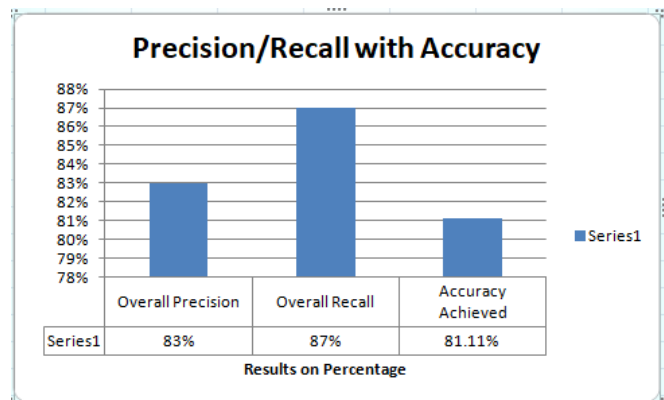 Precision/Recall with Accuracy
88%
87%
86%
85%
84%
83%
82%
81%
80%
79%
78%
Series1
Overall Precision Overall Recall Accuracy Achieved
Series1 83% 87% 81.11%
Results on Percentage